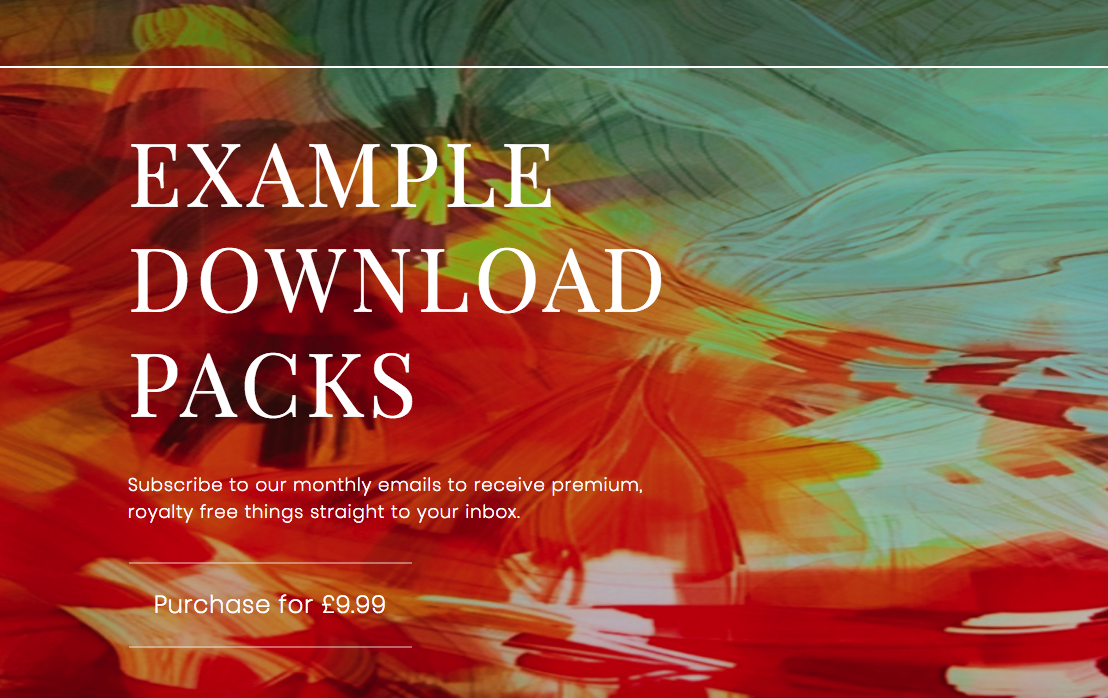 EXAMPLE
DOWNLOAD
PACKS
Subscribe to our monthly emails to receive premium,
royalty free things straight to your inbox.
Purchase for £9.99